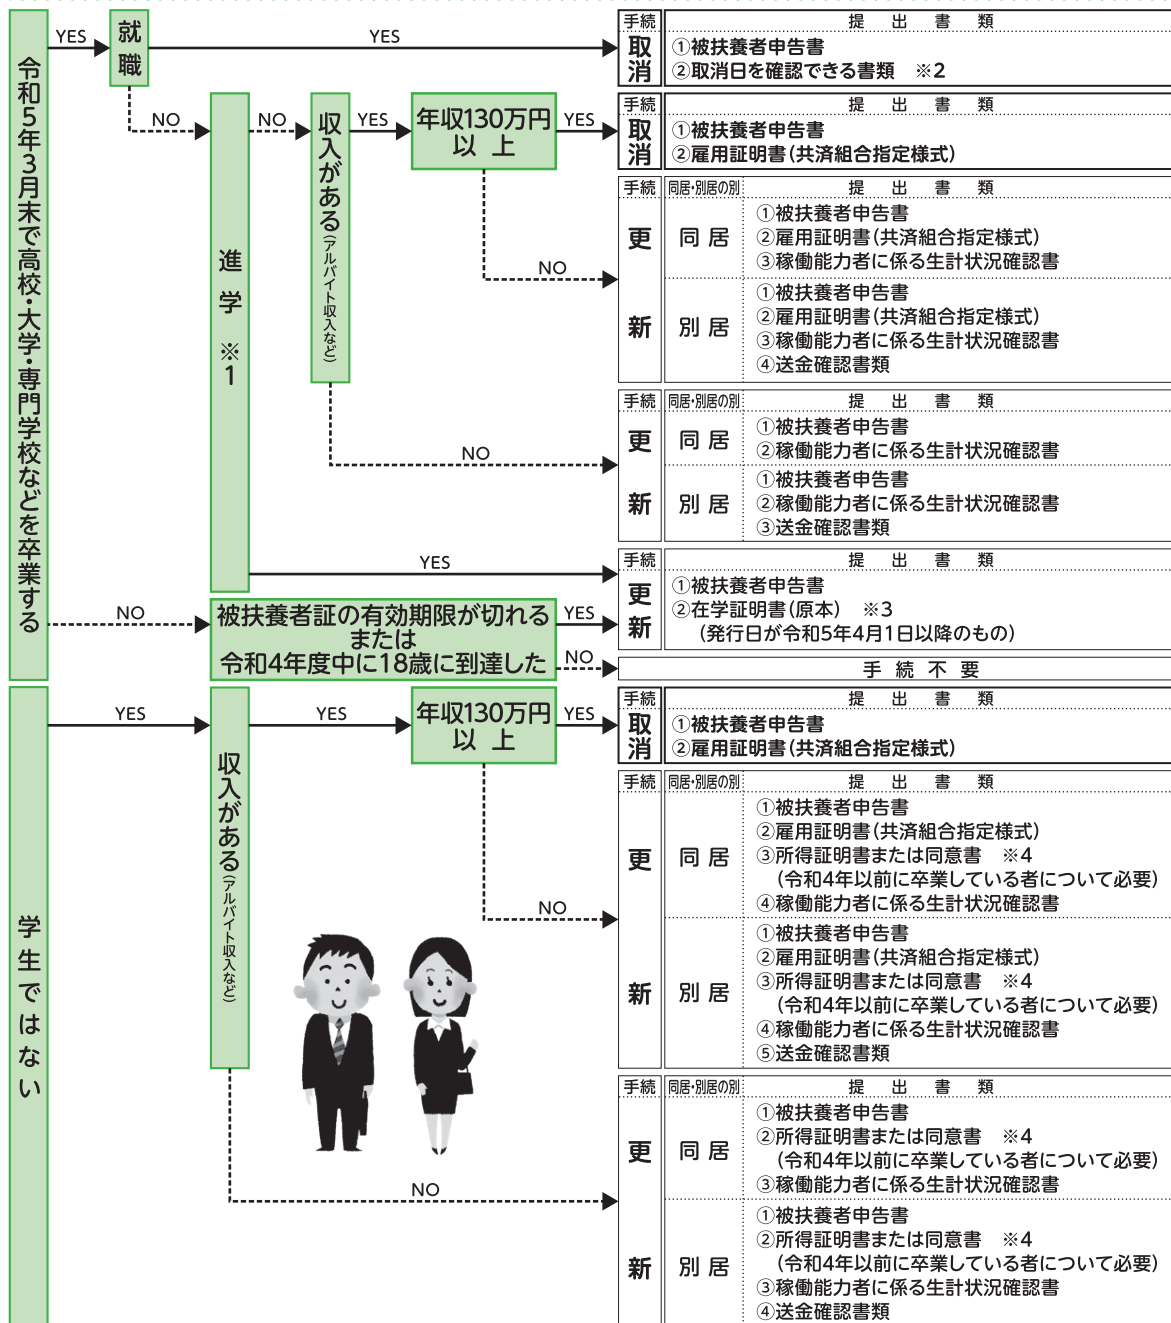 令和5年3月末で高校・大学・専門学校などを卒業する
YES
就職
YES
手続
提出書類
取消
①被扶養者申告書
②取消日を確認できる書類 ※2
NO
進学 ※1
NO
収入がある(アルバイト収入など)
YES
年収130万円
以上
YES
手続
提出書類
取消
①被扶養者申告書
②雇用証明書(共済組合指定様式)
NO
手続
同居・別居の別
提出書類
更新
同居
①被扶養者申告書
②雇用証明書(共済組合指定様式)
③稼働能力者に係る生計状況確認書
別居
①被扶養者申告書
②雇用証明書(共済組合指定様式)
③稼働能力者に係る生計状況確認書
④送金確認書類
NO
手続
同居・別居の別
提出書類
更新
同居
①被扶養者申告書
②稼働能力者に係る生計状況確認書
別居
①被扶養者申告書
②稼働能力者に係る生計状況確認書
③送金確認書類
YES
手続
提出書類
更新
①被扶養者申告書
②在学証明書(原本) ※3
(発行日が令和5年4月1日以降のもの)
NO
被扶養者証の有効期限が切れる
または
令和4年度中に18歳に到達した
YES
NO
手続不要
学生ではない
YES
収入がある(アルバイト収入など)
YES
年収130万円
以上
YES
手続
提出書類
取消
①被扶養者申告書
②雇用証明書(共済組合指定様式)
NO
手続
同居・別居の別
提出書類
更新
同居
①被扶養者申告書
②雇用証明書(共済組合指定様式)
③所得証明書または同意書 ※4
(令和4年以前に卒業している者について必要)
④稼働能力者に係る生計状況確認書
別居
①被扶養者申告書
②雇用証明書(共済組合指定様式)
③所得証明書または同意書 ※4
(令和4年以前に卒業している者について必要)
④稼働能力者に係る生計状況確認書
⑤送金確認書類
NO
手続
同居・別居の別
提出書類
更新
同居
①被扶養者申告書
②所得証明書または同意書 ※4
(令和4年以前に卒業している者について必要)
③稼働能力者に係る生計状況確認書
別居
①被扶養者申告書
②所得証明書または同意書 ※4
(令和4年以前に卒業している者について必要)
③稼働能力者に係る生計状況確認書
④送金確認書類